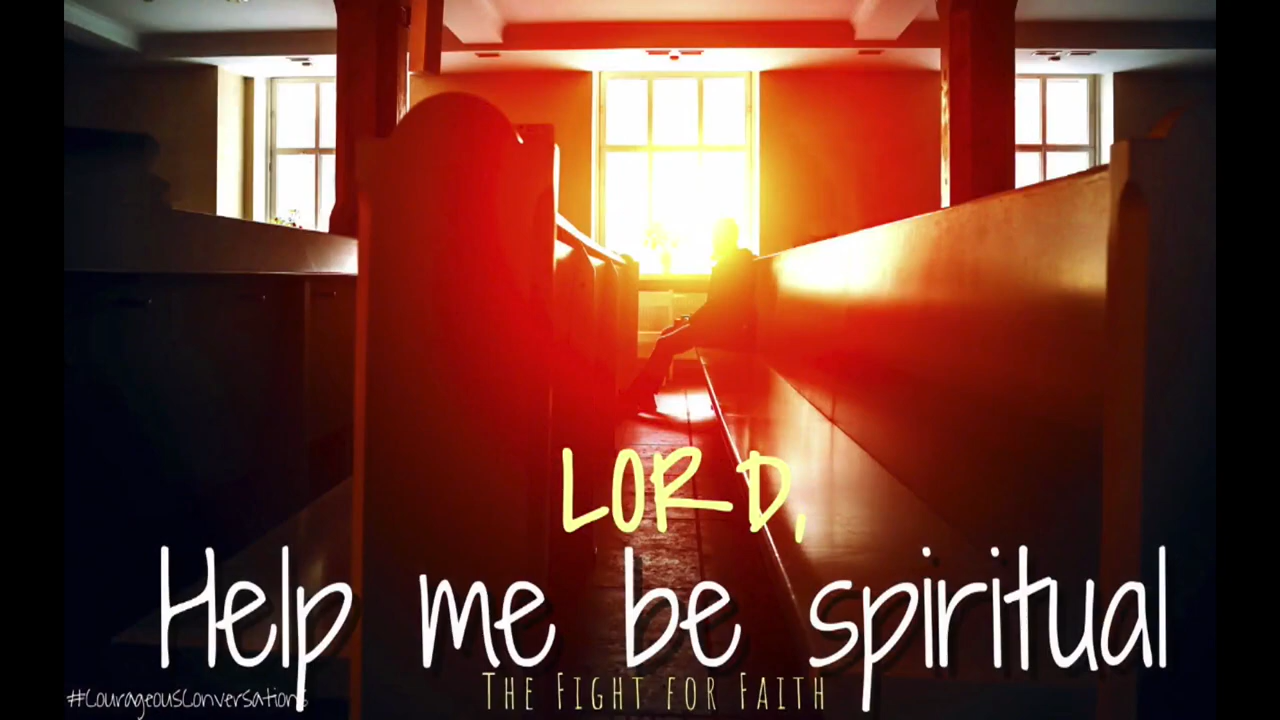 LORD,
Help me be spiritual
The Fight for Faith
#CourageousConversations